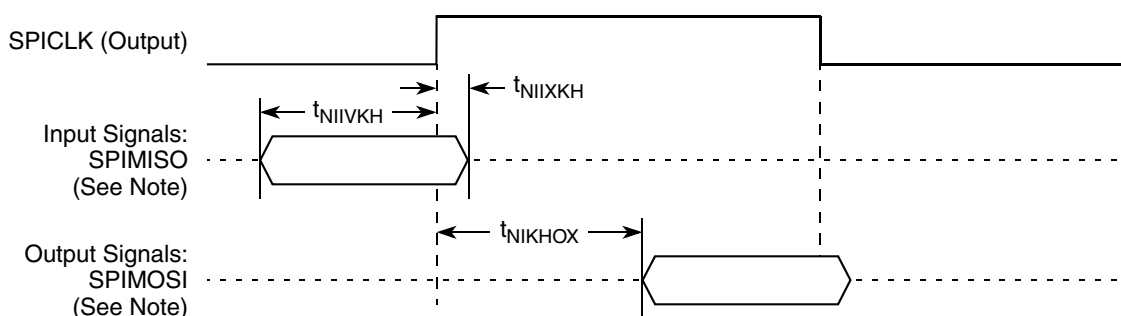 SPICLK (Output)
tNIIXKH
tNIIVKH
Input Signals:
SPIMISO
(See Note)
tNIKHOX
Output Signals:
SPIMOSI
(See Note)